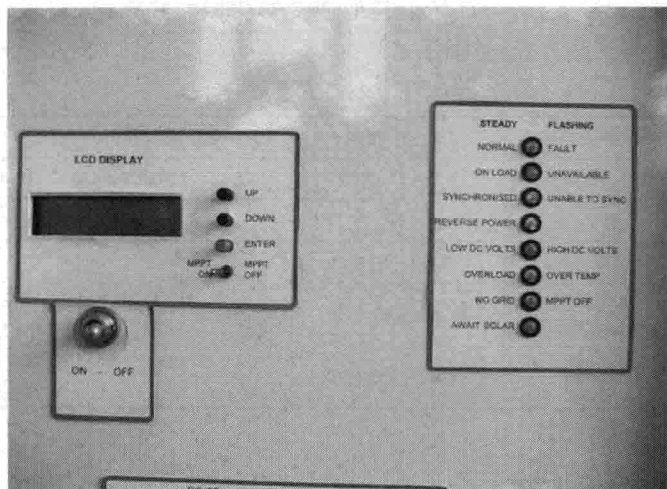 LCD DISPLAY
UP
DOWN
ENTER
MPPT ON MPPT OFF
ON - OFF
STEADY FLASHING
NORMAL FAULT
ON LOAD UNAVAILABLE
SYNCHRONISED UNABLE TO SYNC
REVERSE POWER
LOW DC VOLTS HIGH DC VOLTS
OVERLOAD OVER TEMP
NO GRID MPPT OFF
AWAIT SOLAR